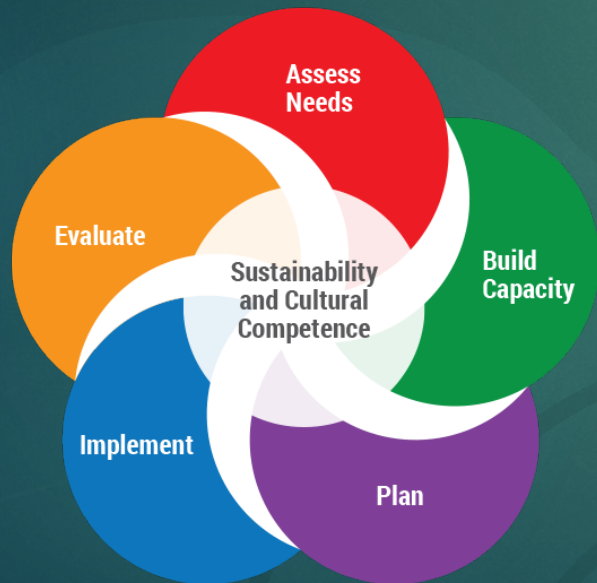 Assess
Needs
Build
Capacity
Plan
Implement
Evaluate
Sustainability
and Cultural
Competence